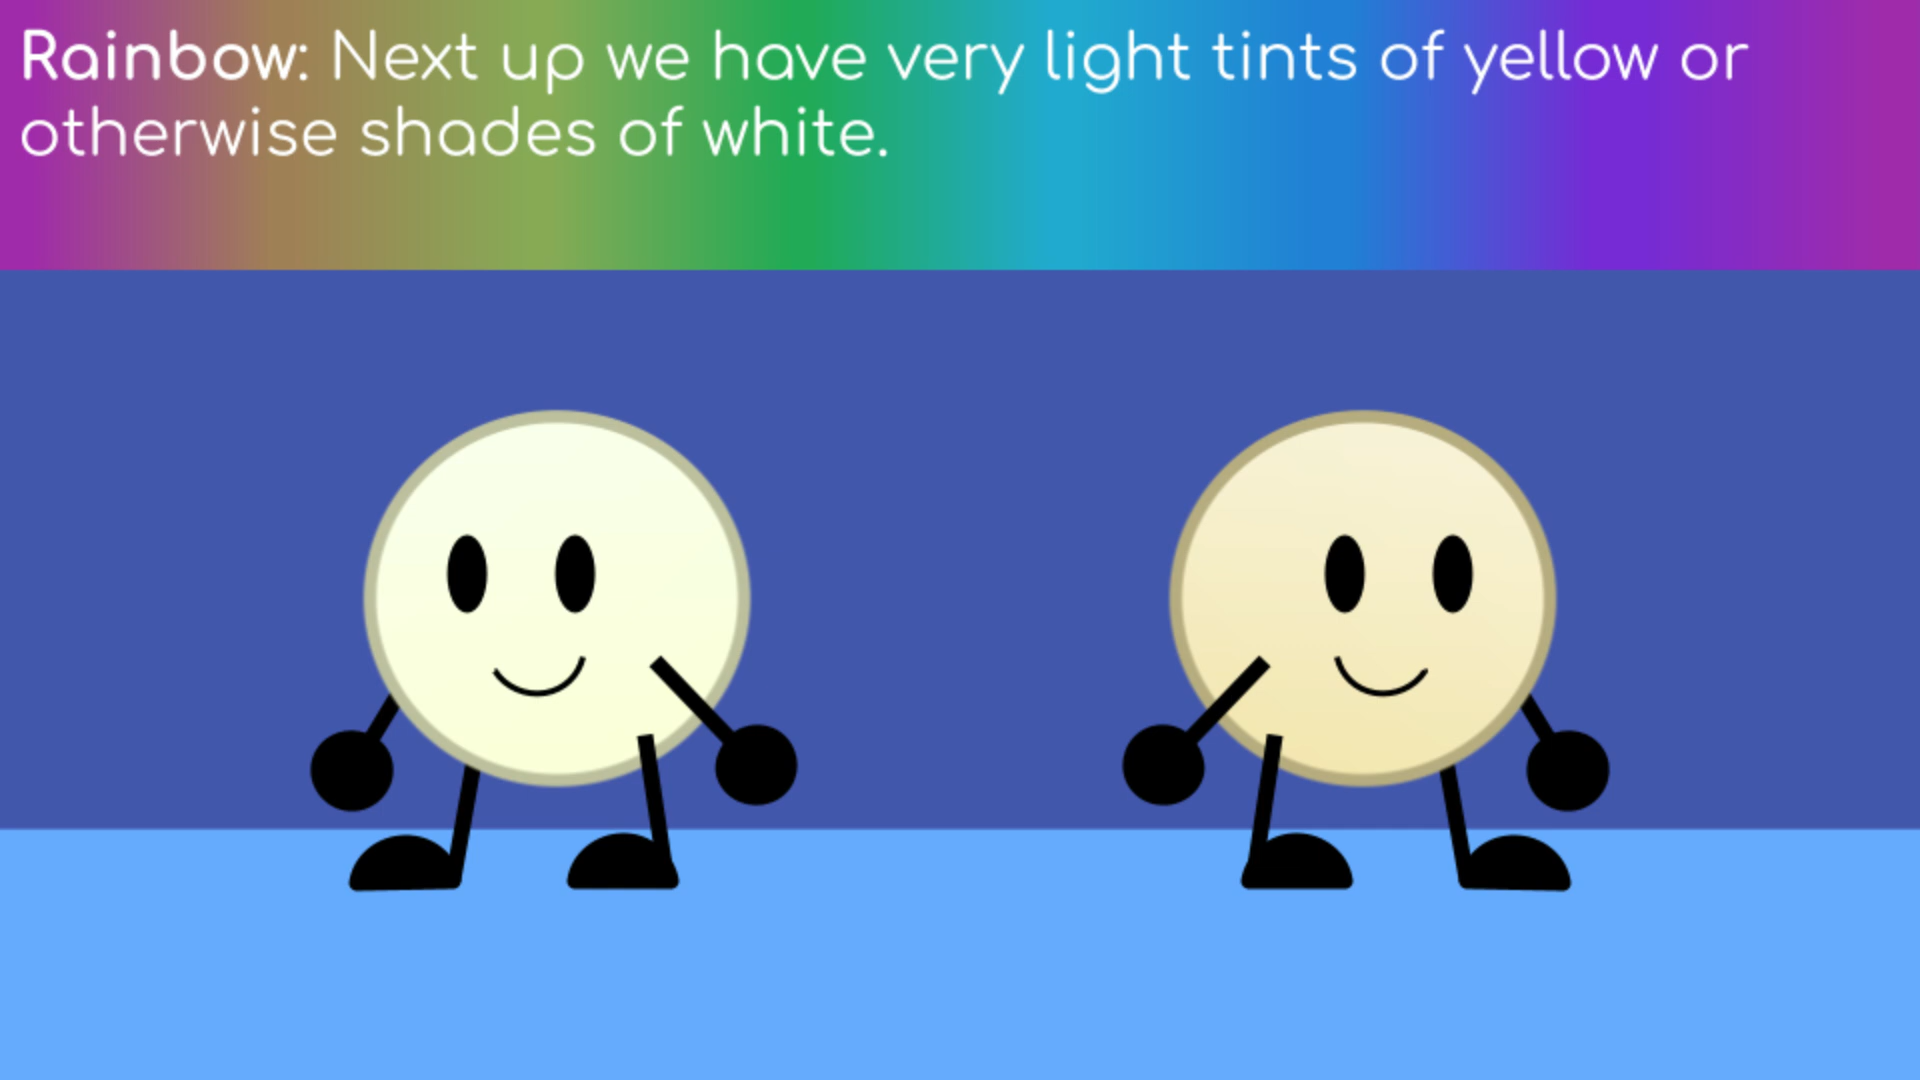 Rainbow: Next up we have very light tints of yellow or
otherwise shades of white.